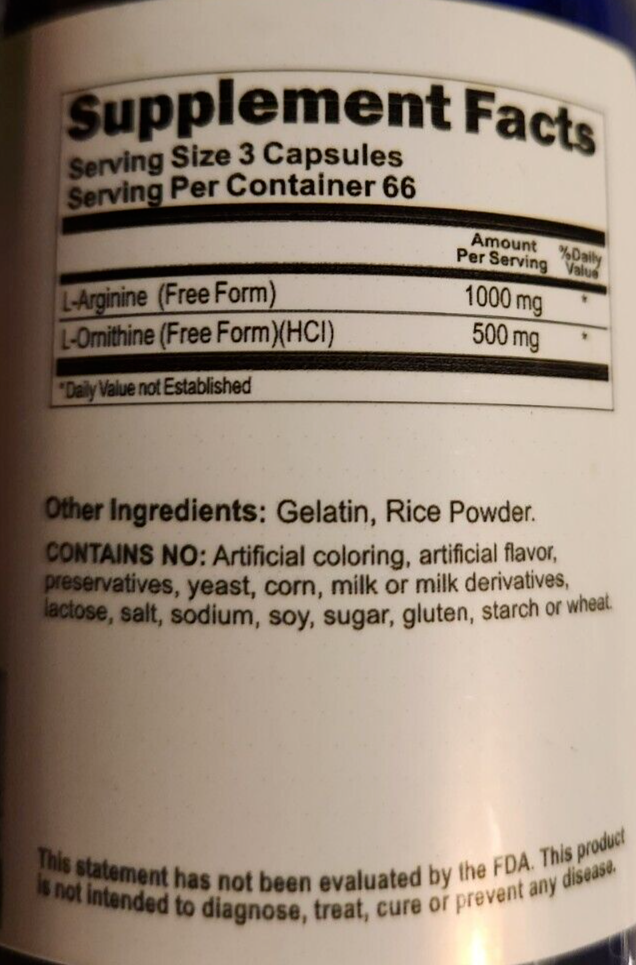 Supplement Facts
Serving Size 3 Capsules
Serving Per Container 66
Amount Per Serving %Daily Value
L-Arginine (Free Form) 1000 mg *
L-Ornithine (Free Form)(HCl) 500 mg *
*Daily Value not Established
Other Ingredients: Gelatin, Rice Powder.
CONTAINS NO: Artificial coloring, artificial flavor,
preservatives, yeast, corn, milk or milk derivatives,
lactose, salt, sodium, soy, sugar, gluten, starch or wheat.
This statement has not been evaluated by the FDA. This product
is not intended to diagnose, treat, cure or prevent any disease.